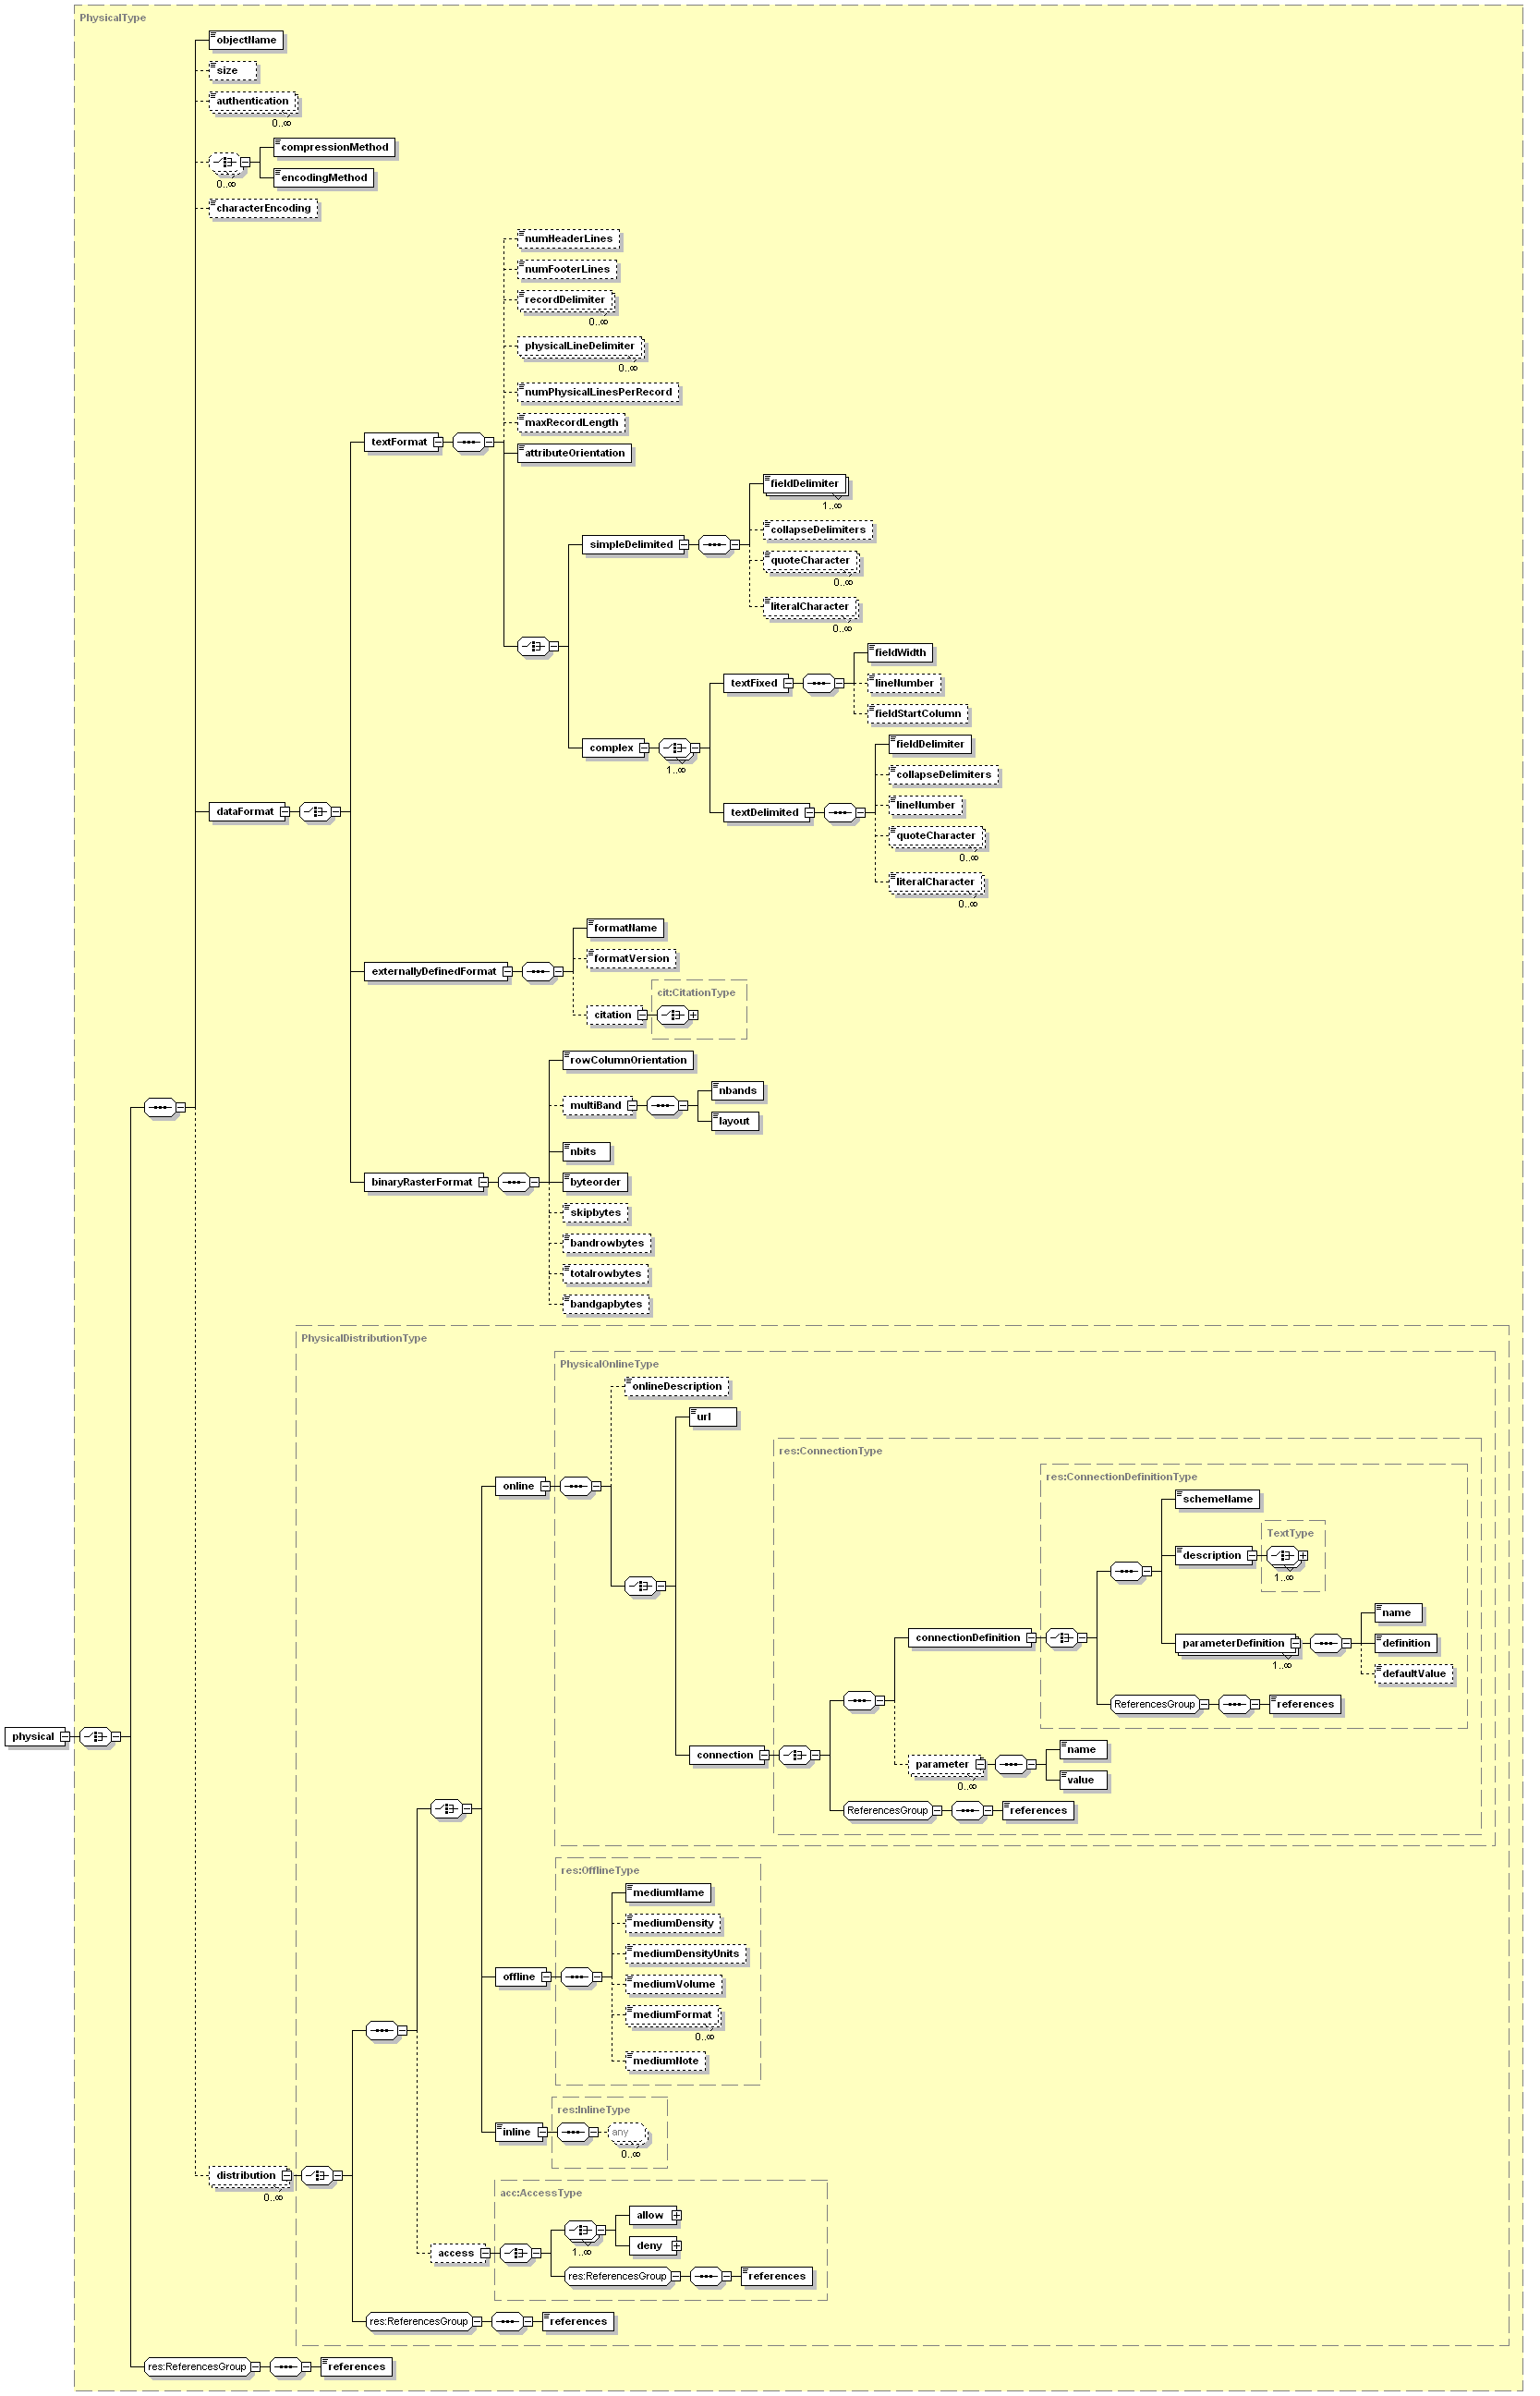 PhysicalType
objectName
size
authentication
0..∞
compressionMethod
0..∞
encodingMethod
characterEncoding
numHeaderLines
numFooterLines
recordDelimiter
0..∞
physicalLineDelimiter
0..∞
numPhysicalLinesPerRecord
maxRecordLength
textFormat
attributeOrientation
fieldDelimiter
1..∞
collapseDelimiters
simpleDelimited
quoteCharacter
0..∞
literalCharacter
0..∞
fieldWidth
textFixed
lineNumber
fieldStartColumn
complex
1..∞
fieldDelimiter
collapseDelimiters
dataFormat
textDelimited
lineNumber
quoteCharacter
0..∞
literalCharacter
0..∞
formatName
formatVersion
externallyDefinedFormat
cit:CitationType
citation
rowColumnOrientation
nbands
multiBand
layout
nbits
binaryRasterFormat
byteorder
skipbytes
bandrowbytes
totalrowbytes
bandgapbytes
PhysicalDistributionType
PhysicalOnlineType
onlineDescription
url
res:ConnectionType
res:ConnectionDefinitionType
online
schemeName
TextType
description
1..∞
name
connectionDefinition
parameterDefinition
definition
1..∞
defaultValue
ReferencesGroup
references
physical
connection
name
parameter
value
0..∞
ReferencesGroup
references
res:OfflineType
mediumName
mediumDensity
mediumDensityUnits
offline
mediumVolume
mediumFormat
0..∞
mediumNote
res:InlineType
inline
any
0..∞
distribution
0..∞
acc:AccessType
allow
access
1..∞
deny
res:ReferencesGroup
references
res:ReferencesGroup
references
res:ReferencesGroup
references